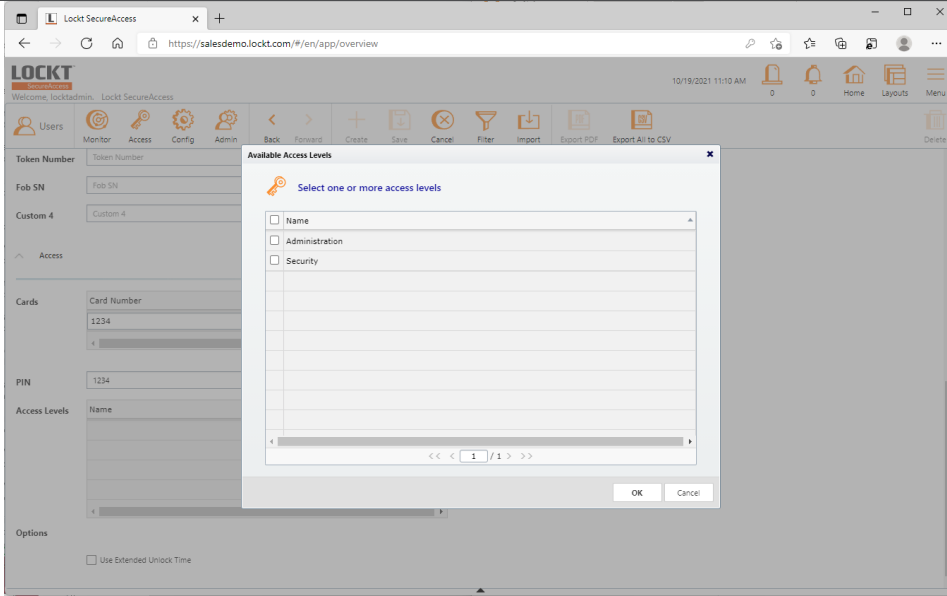 Lockt SecureAccess
https://salesdemo.lockt.com/#/en/app/overview
LOCKT
SecureAccess
Welcome, locktadmin. Lockt SecureAccess
10/19/2021 11:10 AM
0
0
Home
Layouts
Menu
Users
Monitor
Access
Config
Admin
Back
Forward
Create
Save
Cancel
Filter
Import
Export PDF
Export All to CSV
Delete
Token Number
Token Number
Fob SN
Fob SN
Custom 4
Custom 4
Access
Cards
Card Number
1234
PIN
1234
Access Levels
Name
Options
Use Extended Unlock Time
Available Access Levels
Select one or more access levels
Name
Administration
Security
<< < 1 / 1 > >>
OK
Cancel